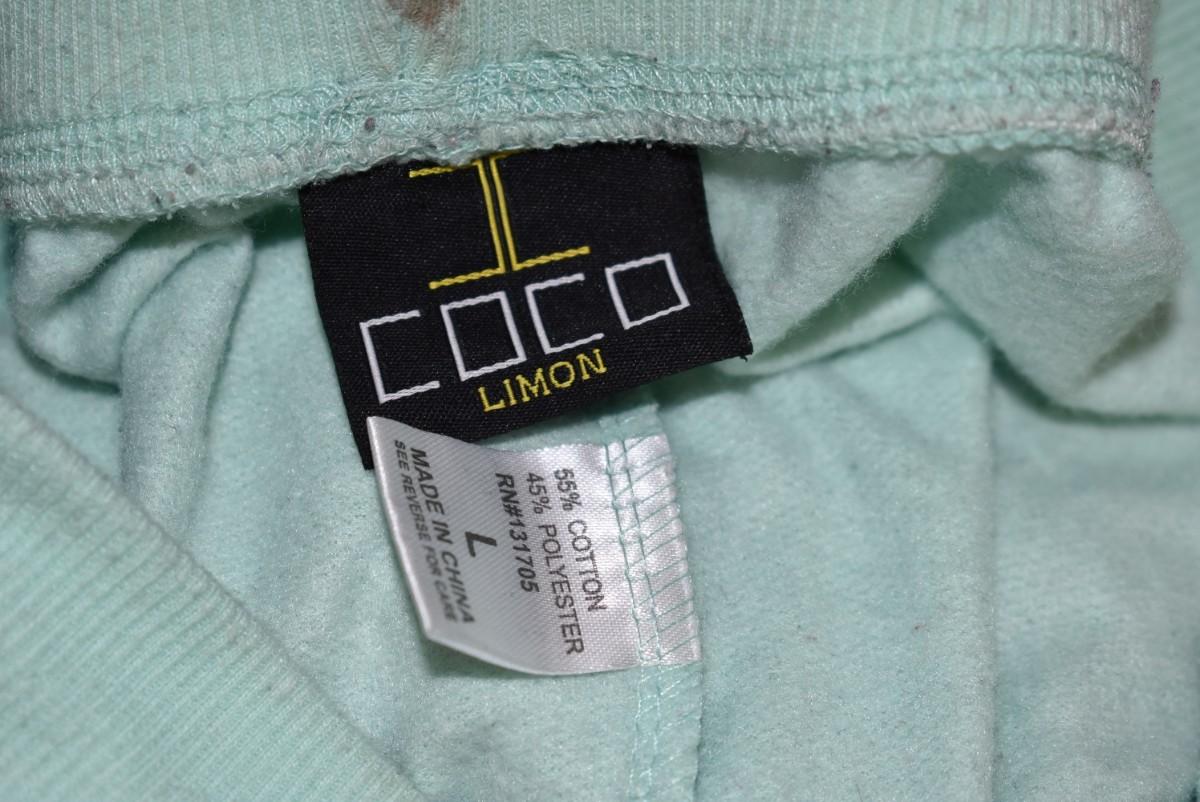 COCO
LIMON
55% COTTON
45% POLYESTER
RN#131705
L
MADE IN CHINA
SEE REVERSE FOR CARE